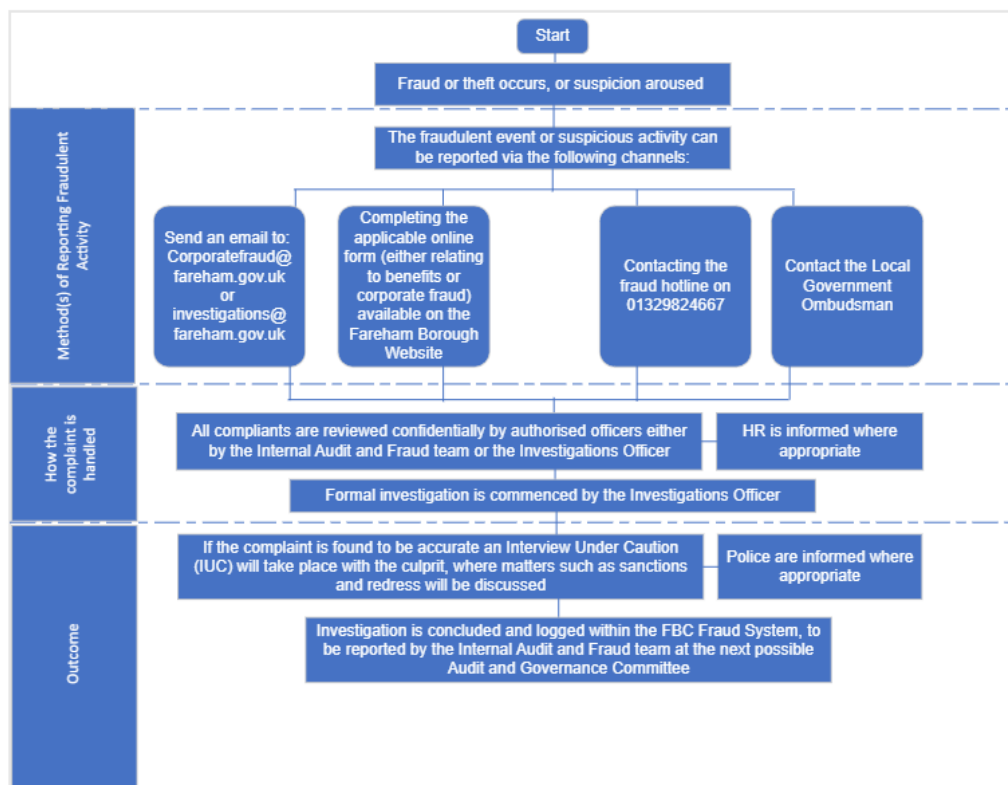 Start
Fraud or theft occurs, or suspicion aroused
Method(s) of Reporting Fraudulent
Activity
The fraudulent event or suspicious activity can
be reported via the following channels:
Send an email to:
Corporatefraud@
fareham.gov.uk
or
investigations@
fareham.gov.uk
Completing the
applicable online
form (either relating
to benefits or
corporate fraud)
available on the
Fareham Borough
Website
Contacting the
fraud hotline on
01329824667
Contact the Local
Government
Ombudsman
How the
complaint is
handled
All compliants are reviewed confidentially by authorised officers either
by the Internal Audit and Fraud team or the Investigations Officer
HR is informed where
appropriate
Formal investigation is commenced by the Investigations Officer
Outcome
If the complaint is found to be accurate an Interview Under Caution
(IUC) will take place with the culprit, where matters such as sanctions
and redress will be discussed
Police are informed where
appropriate
Investigation is concluded and logged within the FBC Fraud System, to
be reported by the Internal Audit and Fraud team at the next possible
Audit and Governance Committee